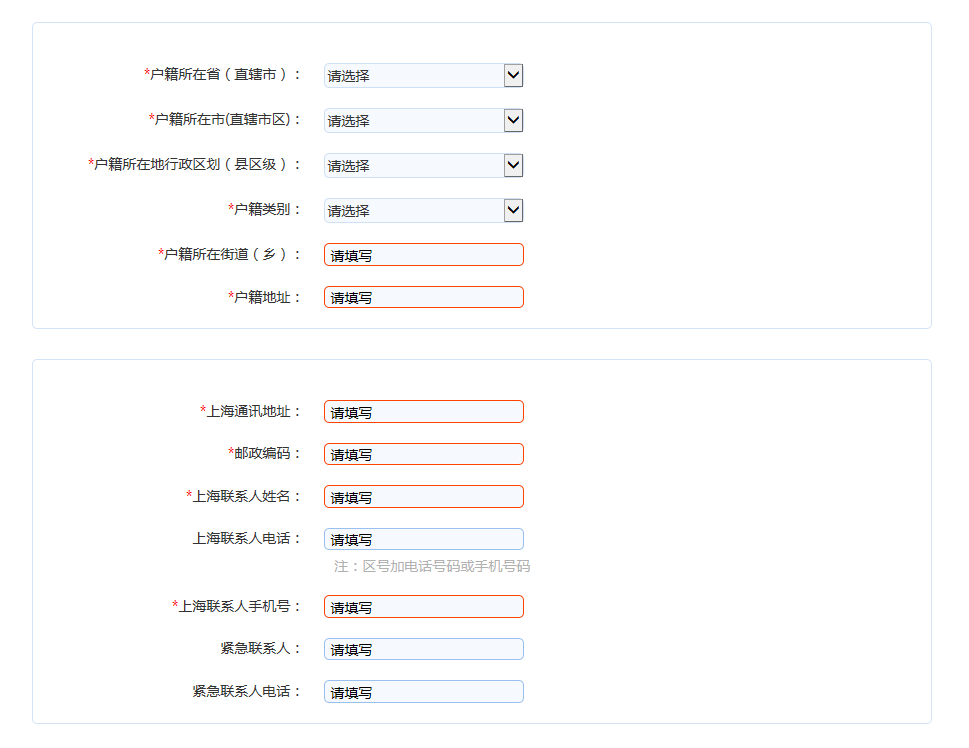 *户籍所在省（直辖市）： 请选择
*户籍所在市(直辖市区)： 请选择
*户籍所在地行政区划（县区级）： 请选择
*户籍类别： 请选择
*户籍所在街道（乡）： 请填写
*户籍地址： 请填写
*上海通讯地址： 请填写
*邮政编码： 请填写
*上海联系人姓名： 请填写
上海联系人电话： 请填写
注：区号加电话号码或手机号码
*上海联系人手机号： 请填写
紧急联系人： 请填写
紧急联系人电话： 请填写